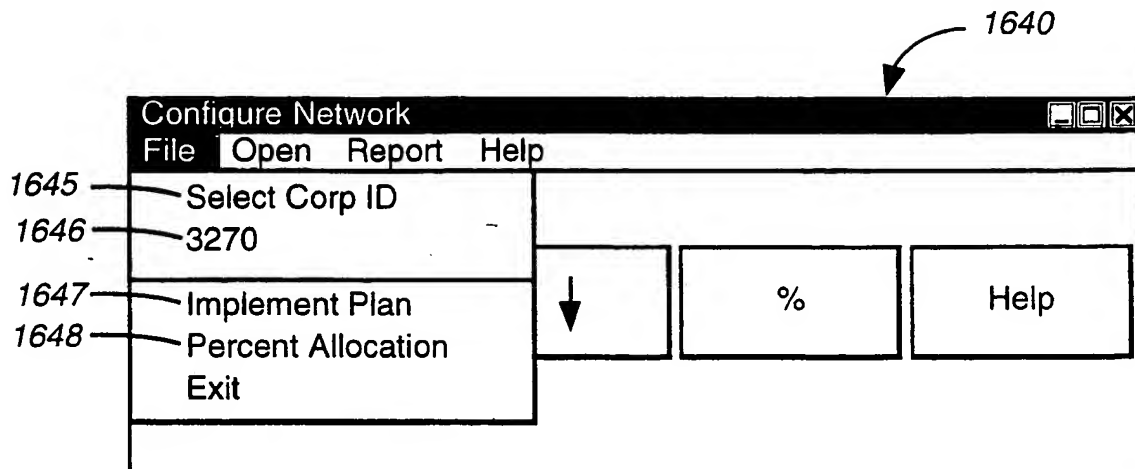 1640
Configure Network
File Open Report Help
1645 Select Corp ID
1646 3270
1647 Implement Plan
1648 Percent Allocation
Exit
% Help